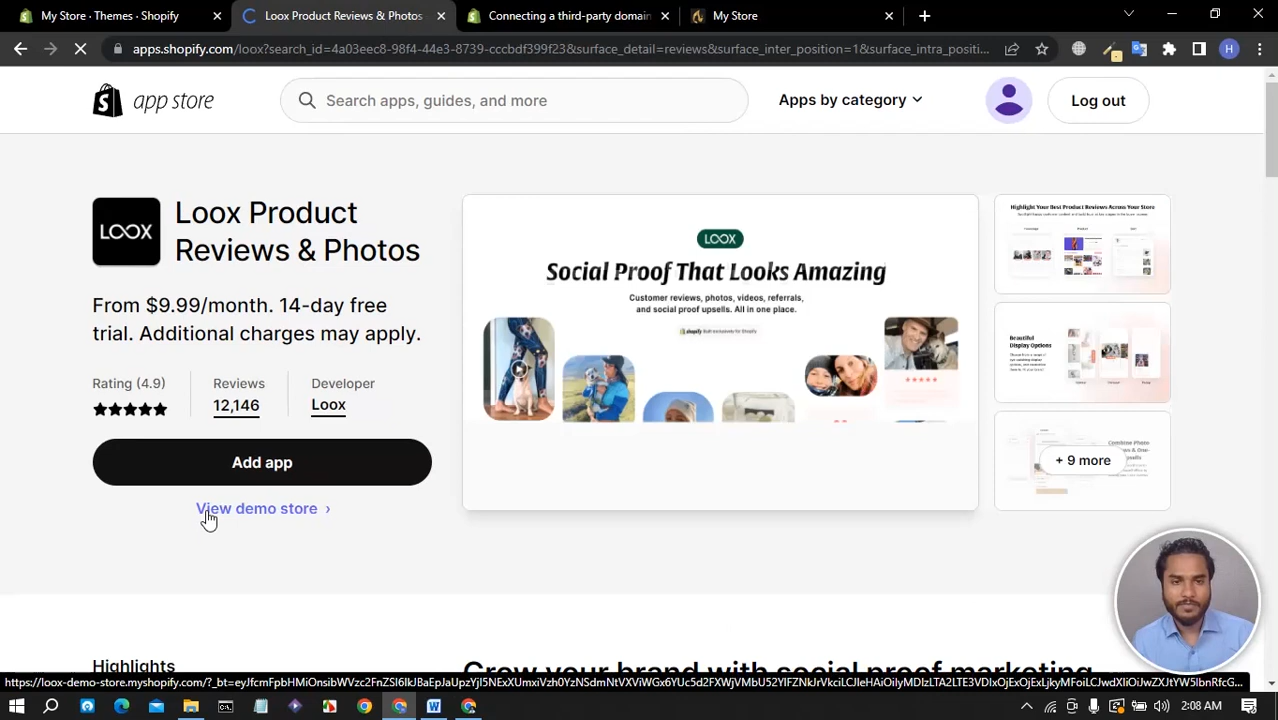 My Store · Themes · Shopify
Loox Product Reviews & Photos
Connecting a third-party domain
My Store
apps.shopify.com/loox?search_id=4a03eec8-98f4-44e3-8739-cccbdf399f23&surface_detail=reviews&surface_inter_position=1&surface_intra_positi...
H
app store
Search apps, guides, and more
Apps by category
Log out
LOOX
Loox Product
Reviews & Photos
From $9.99/month. 14-day free
trial. Additional charges may apply.
Rating (4.9)
Reviews
Developer
12,146
Loox
Add app
View demo store ›
LOOX
Social Proof That Looks Amazing
Customer reviews, photos, videos, referrals,
and social proof upsells. All in one place.
shopify Built exclusively for Shopify
Highlight Your Best Product Reviews Across Your Store
Beautiful
Display Options
+ 9 more
Highlights
Grow your brand with social proof marketing
2:08 AM